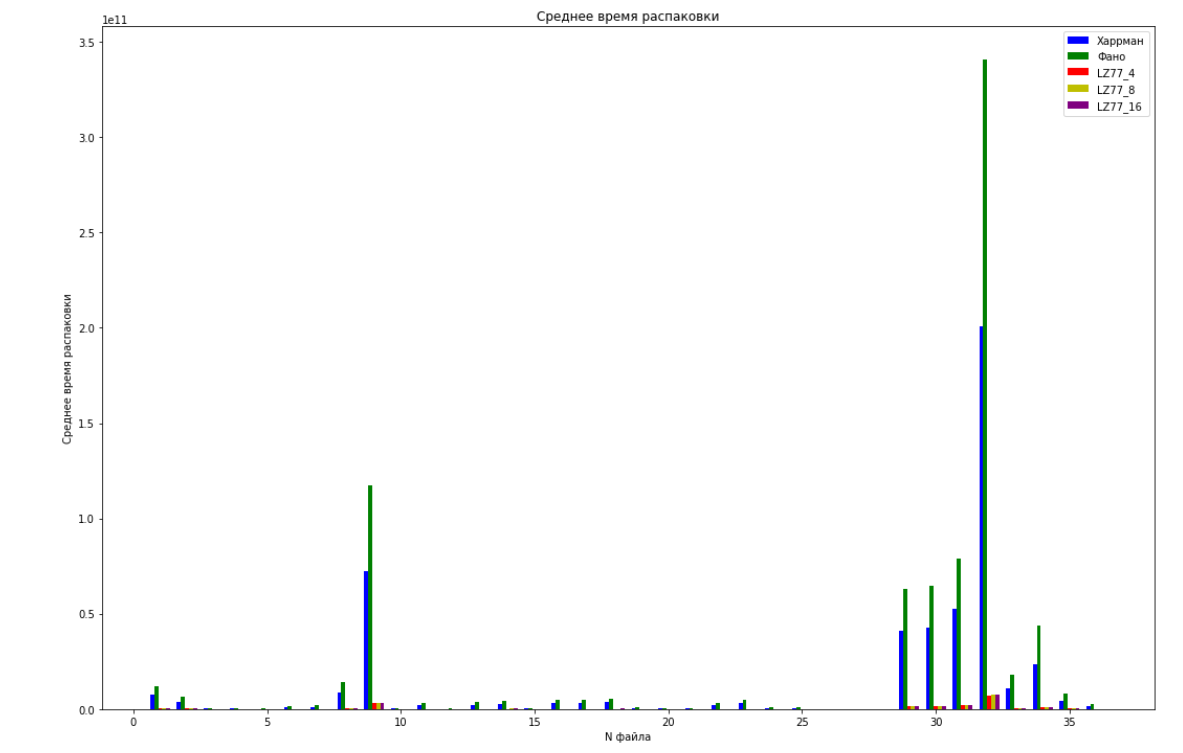 Среднее время распаковки
1e11
3.5
3.0
2.5
2.0
1.5
1.0
0.5
0.0
Среднее время распаковки
0 5 10 15 20 25 30 35
N файла
Харрман
Фано
LZ77_4
LZ77_8
LZ77_16